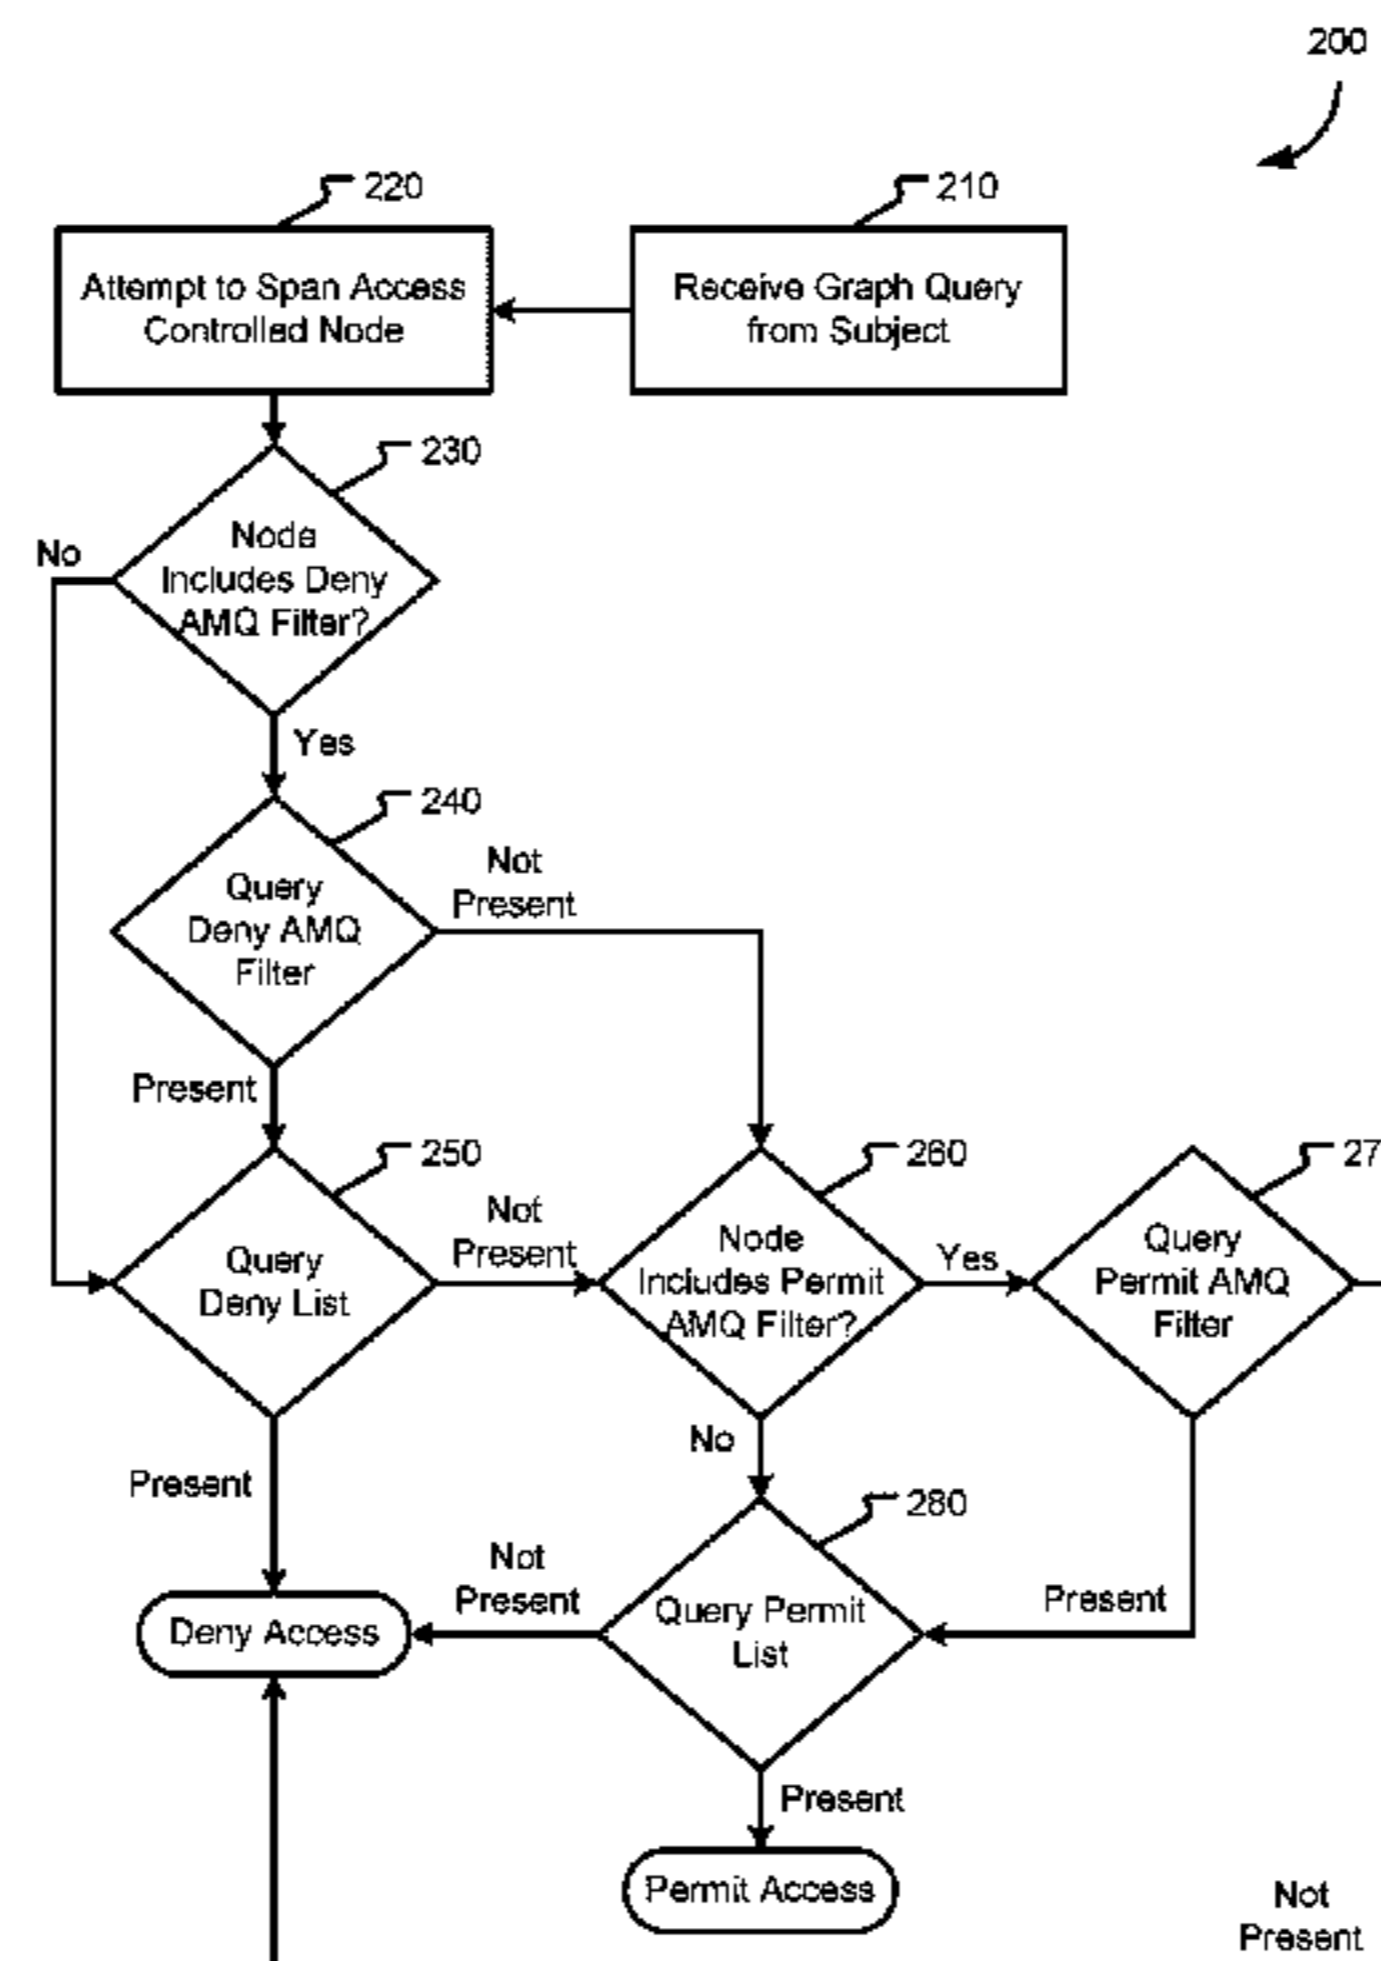 200
220
210
Attempt to Span Access
Controlled Node
Receive Graph Query
from Subject
230
No
Node
Includes Deny
AMQ Filter?
Yes
240
Not
Present
Query
Deny AMQ
Filter
Present
250
260
27
Not
Present
Query
Deny List
Node
Includes Permit
AMQ Filter?
Yes
Query
Permit AMQ
Filter
No
Present
280
Not
Present
Query Permit
List
Present
Deny Access
Present
Permit Access
Not
Present